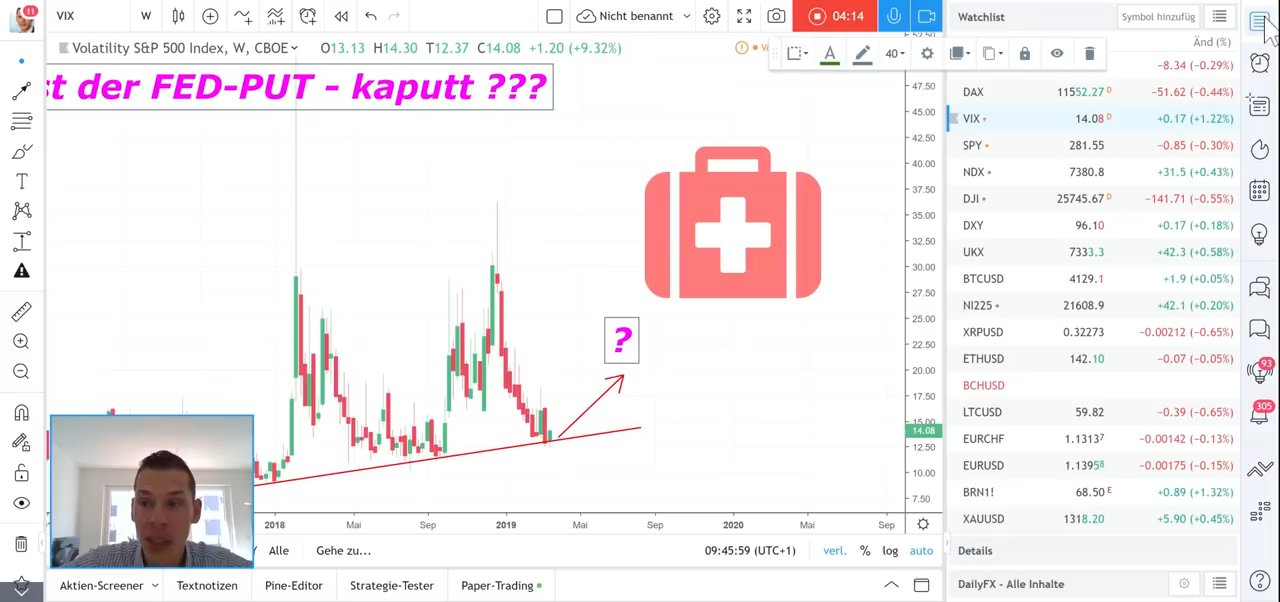 11
VIX
W
Nicht benannt
04:14
Watchlist
Symbol hinzufüg
Volatility S&P 500 Index, W, CBOE
O13.13 H14.30 T12.37 C14.08 +1.20 (+9.32%)
40
Änd (%)
st der FED-PUT - kaputt ???
−8.34 (−0.29%)
DAX 11552.27 D −51.62 (−0.44%)
VIX 14.08 D +0.17 (+1.22%)
SPY 281.55 −0.85 (−0.30%)
NDX 7380.8 +31.5 (+0.43%)
DJI 25745.67 D −141.71 (−0.55%)
DXY 96.10 +0.17 (+0.18%)
UKX 7333.3 +42.3 (+0.58%)
BTCUSD 4129.1 +1.9 (+0.05%)
NI225 21608.9 +42.1 (+0.20%)
XRPUSD 0.32273 −0.00212 (−0.65%)
ETHUSD 142.10 −0.07 (−0.05%)
BCHUSD
LTCUSD 59.82 −0.39 (−0.65%)
EURCHF 1.13137 −0.00142 (−0.13%)
EURUSD 1.13958 −0.00175 (−0.15%)
BRN1! 68.50 E +0.89 (+1.32%)
XAUUSD 1318.20 +5.90 (+0.45%)
93
305
47.50
45.00
42.50
40.00
37.50
35.00
32.50
30.00
27.50
25.00
22.50
20.00
17.50
15.00
14.08
12.50
10.00
7.50
?
2018 Mai Sep 2019 Mai Sep 2020 Mai Sep
Alle
Gehe zu...
09:45:59 (UTC+1)
verl. % log auto
Details
Aktien-Screener
Textnotizen
Pine-Editor
Strategie-Tester
Paper-Trading
DailyFX - Alle Inhalte